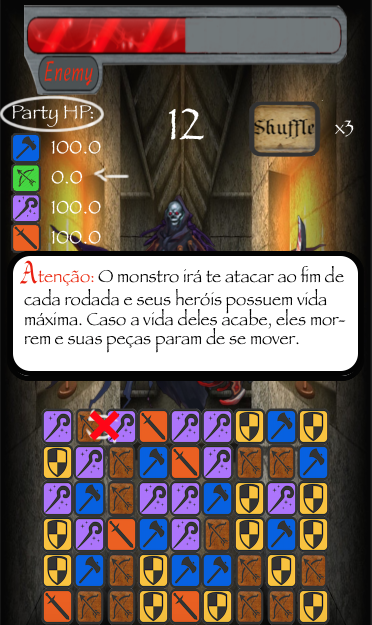 Enemy
Party HP:
12
Shuffle
x3
100.0
0.0
100.0
100.0
Atenção: O monstro irá te atacar ao fim de
cada rodada e seus heróis possuem vida
máxima. Caso a vida deles acabe, eles mor-
rem e suas peças param de se mover.